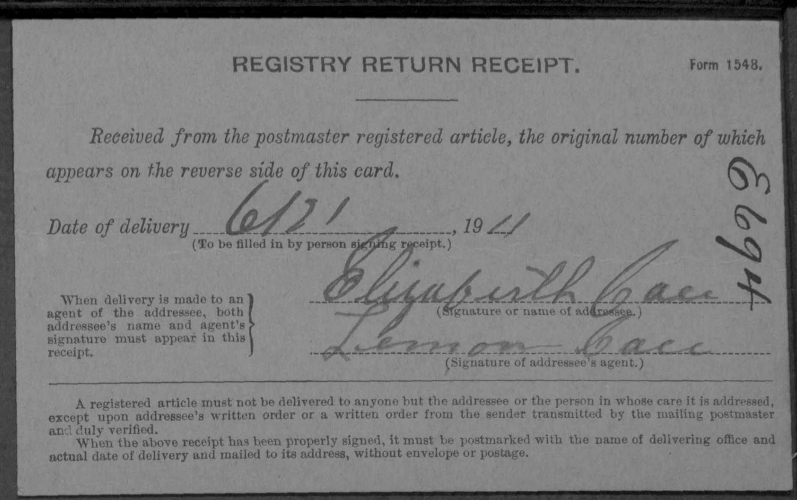 REGISTRY RETURN RECEIPT.
Form 1548.
Received from the postmaster registered article, the original number of which
appears on the reverse side of this card.
Date of delivery 6/21, 1911
(To be filled in by person signing receipt.)
3694
Elizabeth
(Signature or name of addressee.)
When delivery is made to an
agent of the addressee, both
addressee's name and agent's
signature must appear in this
receipt.
Lemon
(Signature of addressee's agent.)
A registered article must not be delivered to anyone but the addressee or the person in whose care it is addressed,
except upon addressee's written order or a written order from the sender transmitted by the mailing postmaster
and duly verified.
When the above receipt has been properly signed, it must be postmarked with the name of delivering office and
actual date of delivery and mailed to its address, without envelope or postage.